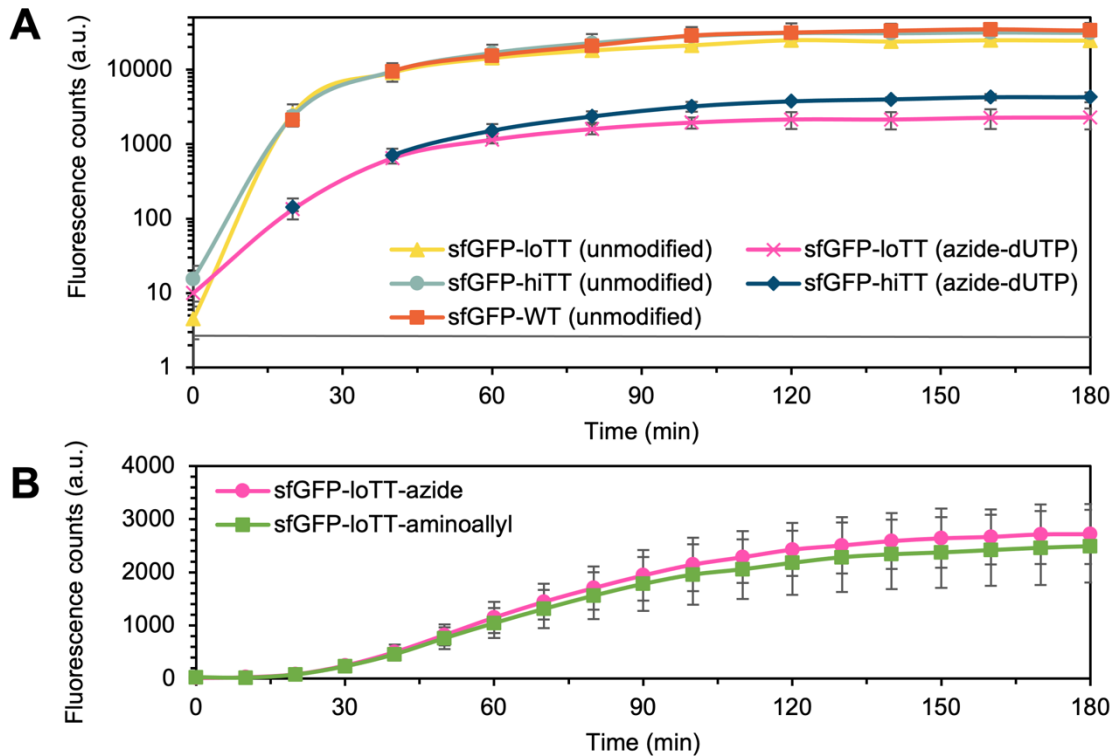 A
Fluorescence counts (a.u.)
10000
1000
100
10
1
sfGFP-loTT (unmodified)
sfGFP-loTT (azide-dUTP)
sfGFP-hiTT (unmodified)
sfGFP-hiTT (azide-dUTP)
sfGFP-WT (unmodified)
0 30 60 90 120 150 180
Time (min)
B
Fluorescence counts (a.u.)
4000
3000
2000
1000
0
sfGFP-loTT-azide
sfGFP-loTT-aminoallyl
0 30 60 90 120 150 180
Time (min)